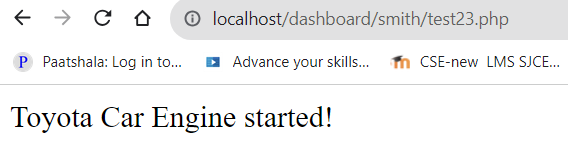 localhost/dashboard/smith/test23.php
P Paatshala: Log in to... Advance your skills... CSE-new LMS SJCE...
Toyota Car Engine started!